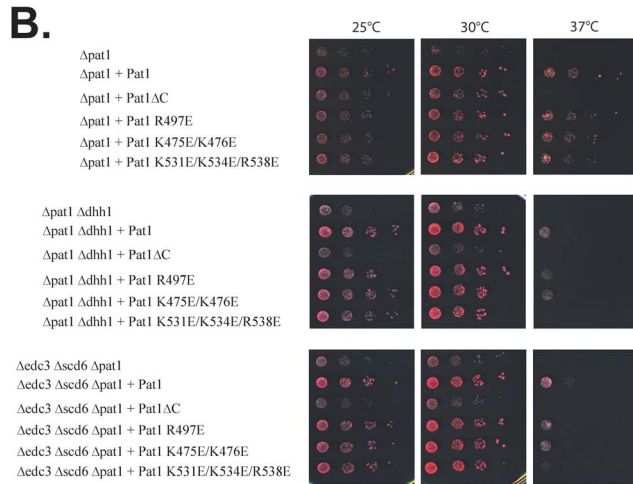 B.
25°C 30°C 37°C
Δpat1
Δpat1 + Pat1
Δpat1 + Pat1ΔC
Δpat1 + Pat1 R497E
Δpat1 + Pat1 K475E/K476E
Δpat1 + Pat1 K531E/K534E/R538E
Δpat1 Δdhh1
Δpat1 Δdhh1 + Pat1
Δpat1 Δdhh1 + Pat1ΔC
Δpat1 Δdhh1 + Pat1 R497E
Δpat1 Δdhh1 + Pat1 K475E/K476E
Δpat1 Δdhh1 + Pat1 K531E/K534E/R538E
Δedc3 Δscd6 Δpat1
Δedc3 Δscd6 Δpat1 + Pat1
Δedc3 Δscd6 Δpat1 + Pat1ΔC
Δedc3 Δscd6 Δpat1 + Pat1 R497E
Δedc3 Δscd6 Δpat1 + Pat1 K475E/K476E
Δedc3 Δscd6 Δpat1 + Pat1 K531E/K534E/R538E